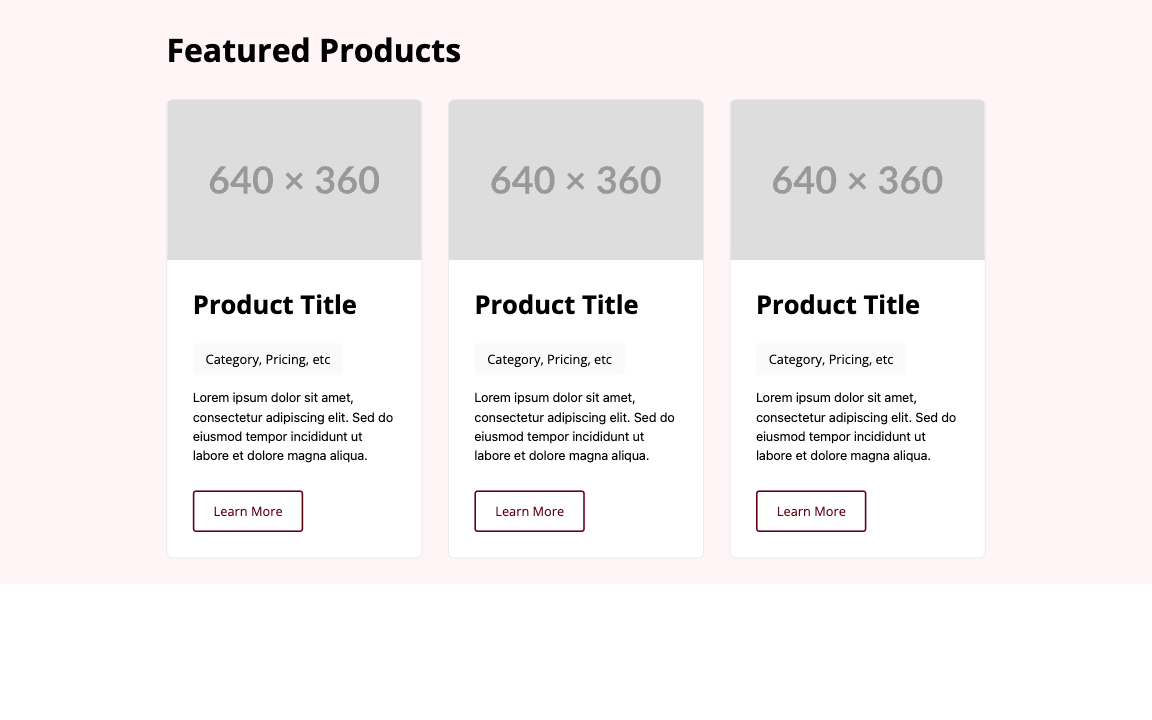 Featured Products
640 × 360
Product Title
Category, Pricing, etc
Lorem ipsum dolor sit amet,
consectetur adipiscing elit. Sed do
eiusmod tempor incididunt ut
labore et dolore magna aliqua.
Learn More
640 × 360
Product Title
Category, Pricing, etc
Lorem ipsum dolor sit amet,
consectetur adipiscing elit. Sed do
eiusmod tempor incididunt ut
labore et dolore magna aliqua.
Learn More
640 × 360
Product Title
Category, Pricing, etc
Lorem ipsum dolor sit amet,
consectetur adipiscing elit. Sed do
eiusmod tempor incididunt ut
labore et dolore magna aliqua.
Learn More